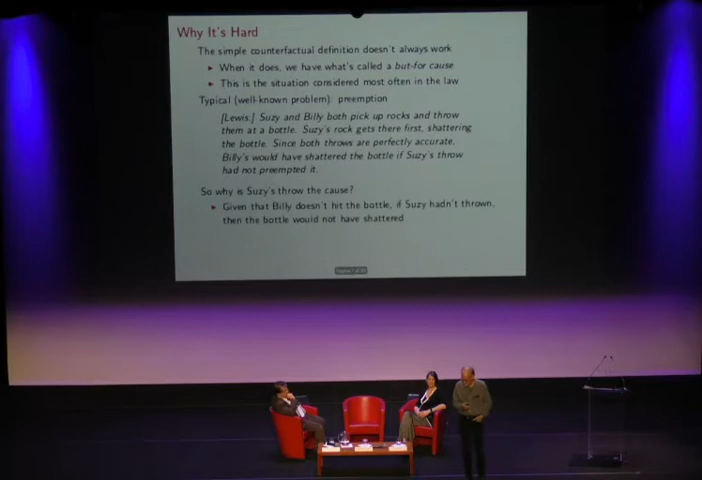 Why It's Hard
The simple counterfactual definition doesn't always work
▸ When it does, we have what's called a but-for cause
▸ This is the situation considered most often in the law
Typical (well-known problem): preemption
[Lewis:] Suzy and Billy both pick up rocks and throw
them at a bottle. Suzy's rock gets there first, shattering
the bottle. Since both throws are perfectly accurate,
Billy's would have shattered the bottle if Suzy's throw
had not preempted it.
So why is Suzy's throw the cause?
▸ Given that Billy doesn't hit the bottle, if Suzy hadn't thrown,
then the bottle would not have shattered